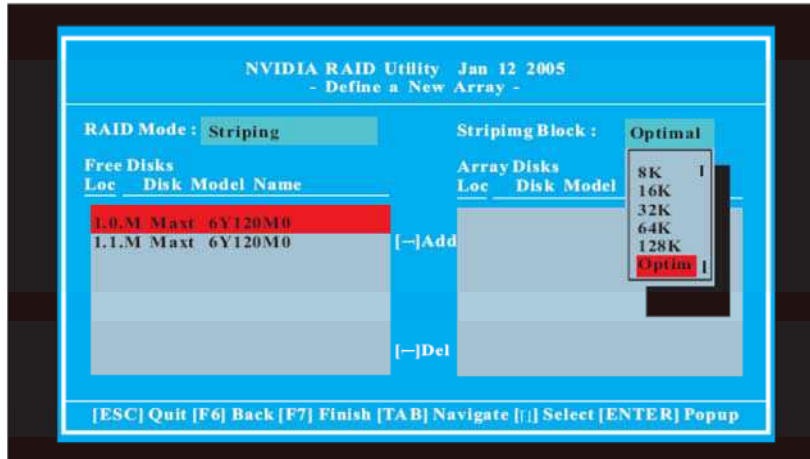 NVIDIA RAID Utility Jan 12 2005
- Define a New Array -
RAID Mode : Striping
Stripimg Block : Optimal
Free Disks
Loc Disk Model Name
1.0.M Maxt 6Y120M0
1.1.M Maxt 6Y120M0
[—]Add
[—]Del
Array Disks
Loc Disk Model
8K
16K
32K
64K
128K
Optim
[ESC] Quit [F6] Back [F7] Finish [TAB] Navigate [] Select [ENTER] Popup